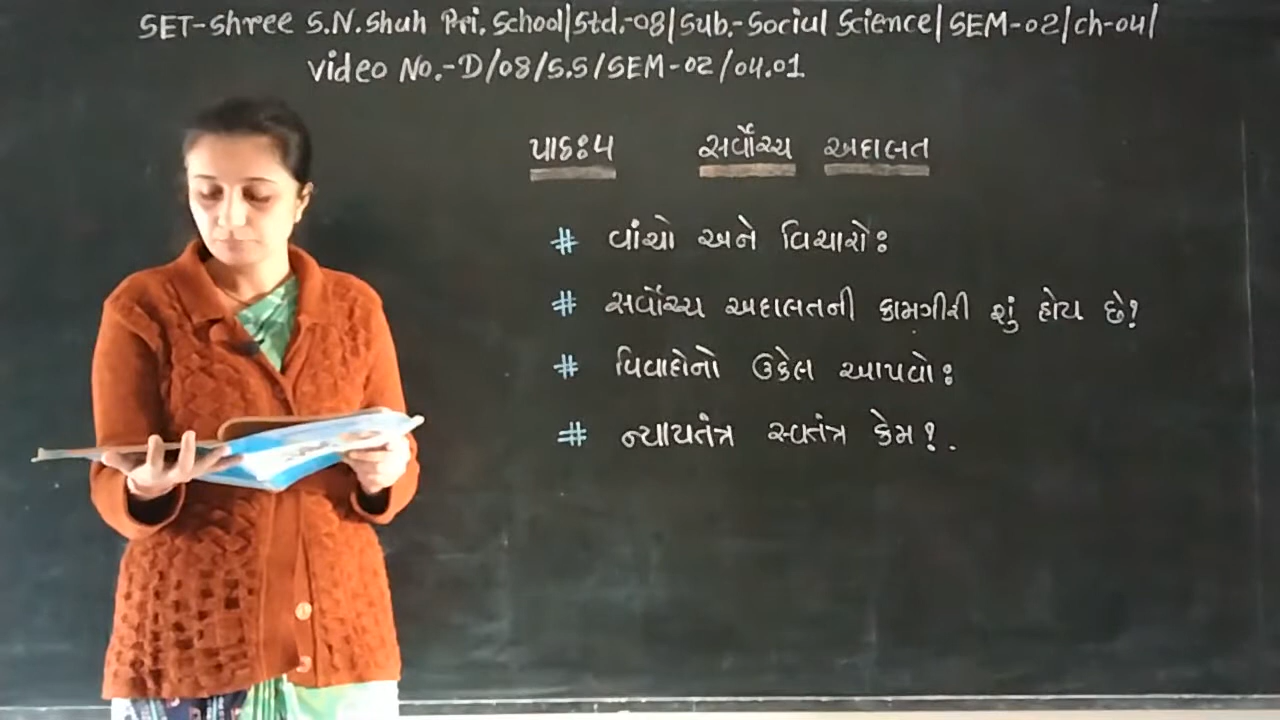 SET-Shree S.N.Shah Pri. School/Std.-08/Sub.-Social Science/SEM-02/ch-04/
video No.-D/08/S.S/SEM-02/04.01
પાઠઃ૪ સર્વોચ્ચ અદાલત
# વાંચો અને વિચારોઃ
# સર્વોચ્ચ અદાલતની કામગીરી શું હોય છે?
# વિવાદોનો ઉકેલ આપવોઃ
# ન્યાયતંત્ર સ્વતંત્ર કેમ?.